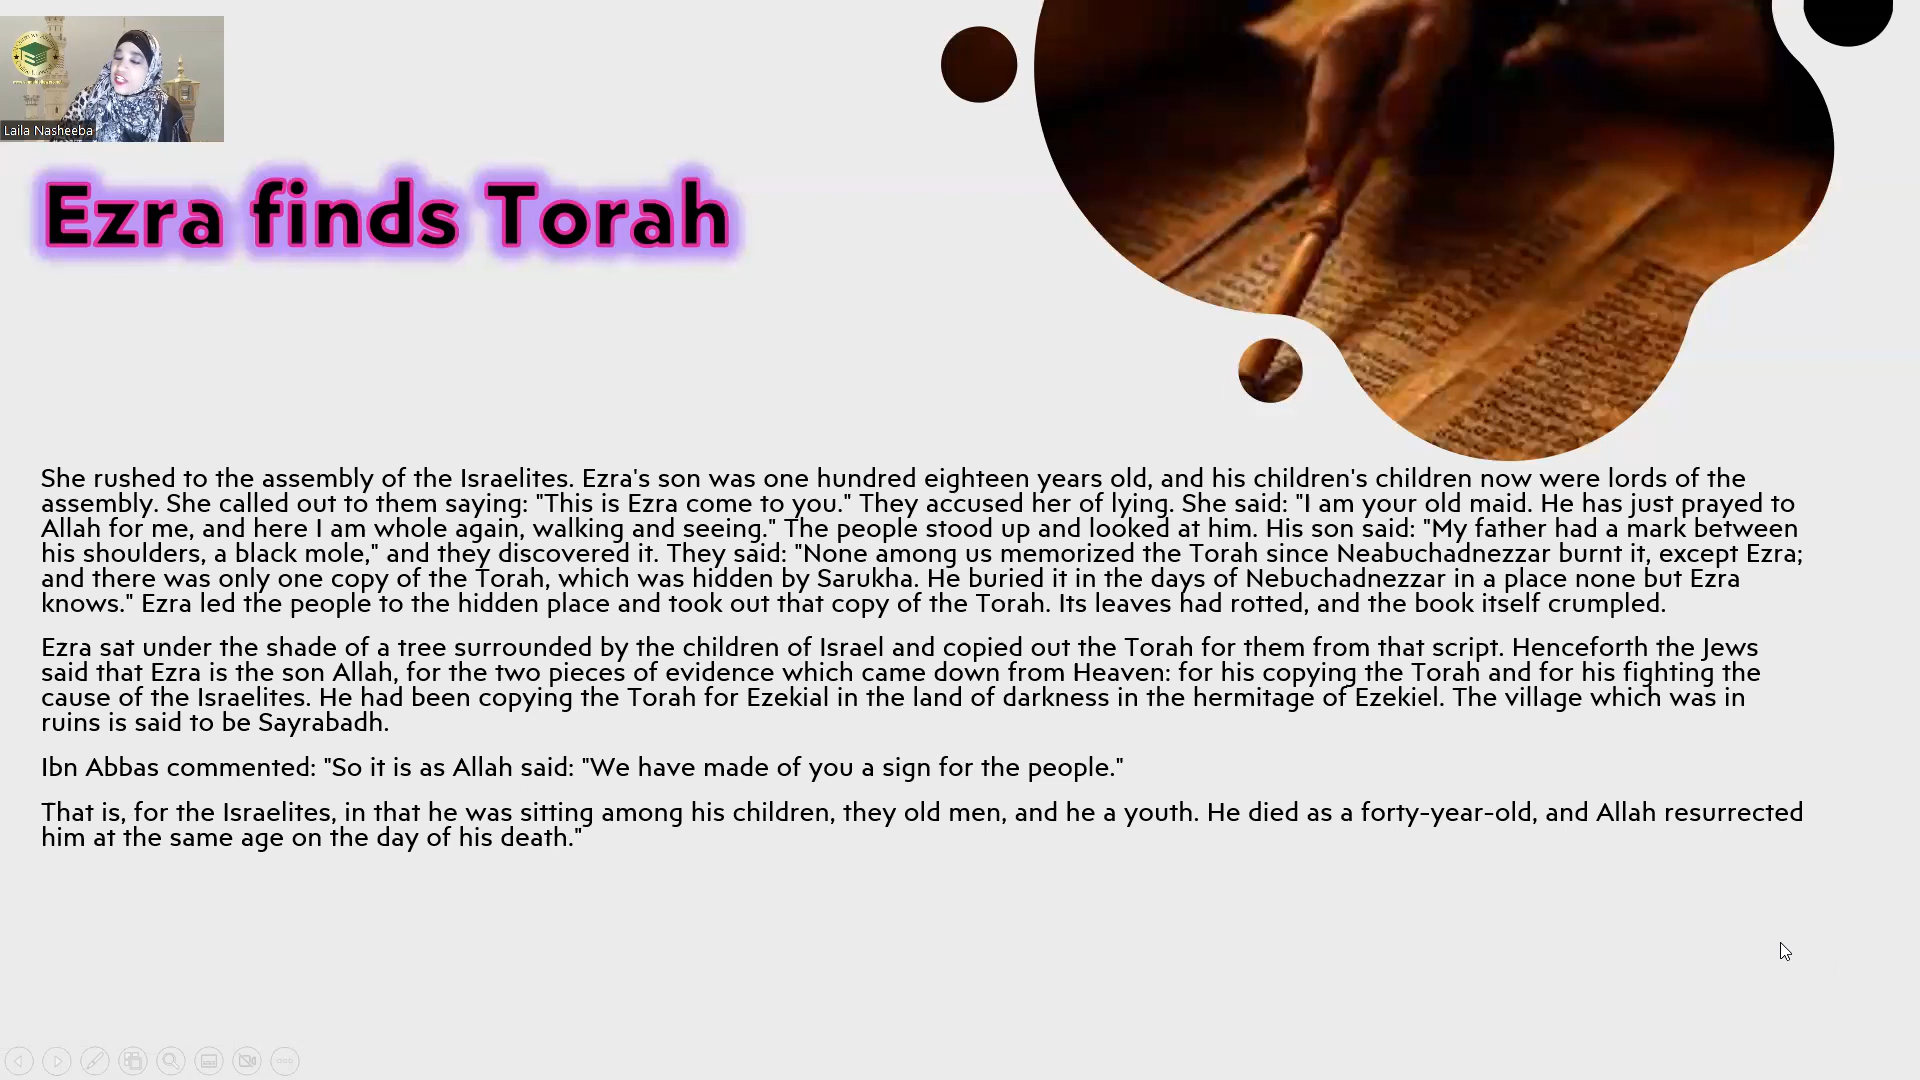 Laila Nasheeba
Ezra finds Torah
She rushed to the assembly of the Israelites. Ezra's son was one hundred eighteen years old, and his children's children now were lords of the
assembly. She called out to them saying: "This is Ezra come to you." They accused her of lying. She said: "I am your old maid. He has just prayed to
Allah for me, and here I am whole again, walking and seeing." The people stood up and looked at him. His son said: "My father had a mark between
his shoulders, a black mole," and they discovered it. They said: "None among us memorized the Torah since Neabuchadnezzar burnt it, except Ezra;
and there was only one copy of the Torah, which was hidden by Sarukha. He buried it in the days of Nebuchadnezzar in a place none but Ezra
knows." Ezra led the people to the hidden place and took out that copy of the Torah. Its leaves had rotted, and the book itself crumpled.
Ezra sat under the shade of a tree surrounded by the children of Israel and copied out the Torah for them from that script. Henceforth the Jews
said that Ezra is the son Allah, for the two pieces of evidence which came down from Heaven: for his copying the Torah and for his fighting the
cause of the Israelites. He had been copying the Torah for Ezekial in the land of darkness in the hermitage of Ezekiel. The village which was in
ruins is said to be Sayrabadh.
Ibn Abbas commented: "So it is as Allah said: "We have made of you a sign for the people."
That is, for the Israelites, in that he was sitting among his children, they old men, and he a youth. He died as a forty-year-old, and Allah resurrected
him at the same age on the day of his death."